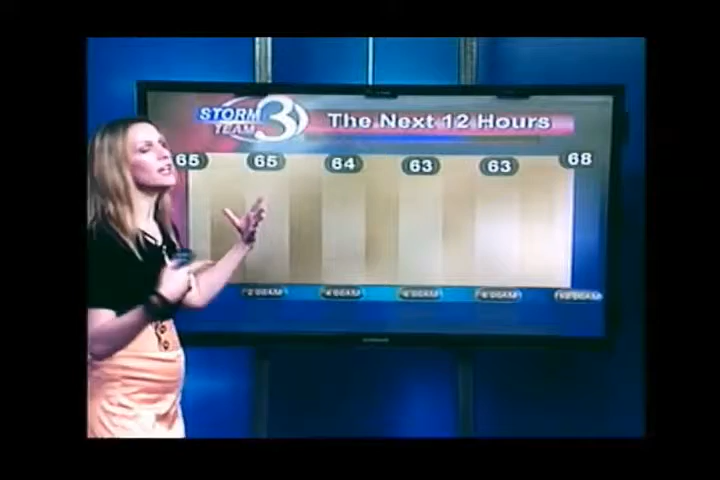 STORM
TEAM 3
The Next 12 Hours
65 65 64 63 63 68
2:00AM 4:00AM 6:00AM 8:00AM 10:00AM